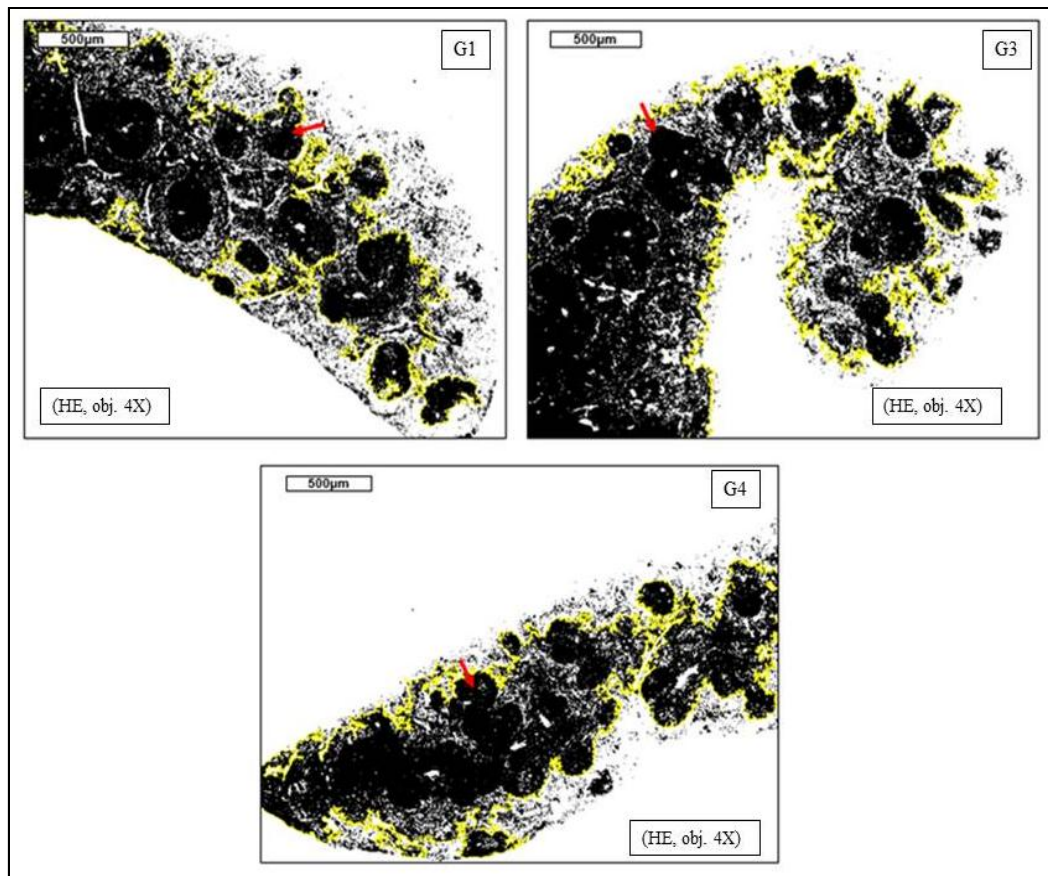 500µm
G1
(HE, obj. 4X)
500µm
G3
(HE, obj. 4X)
500µm
G4
(HE, obj. 4X)